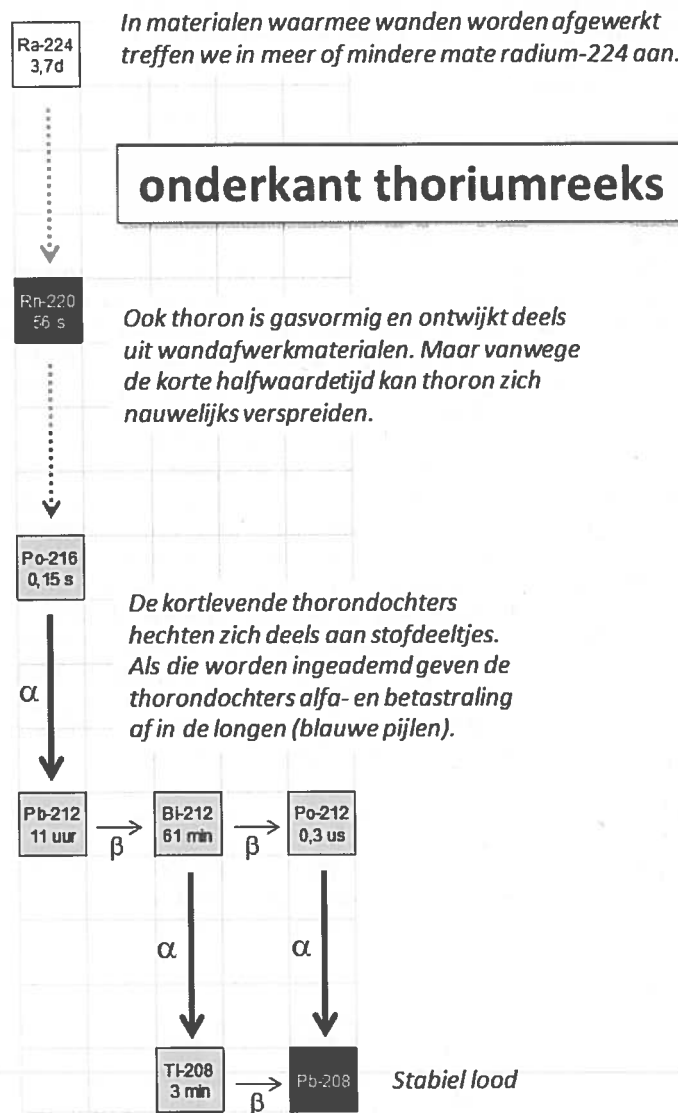 In materialen waarmee wanden worden afgewerkt
treffen we in meer of mindere mate radium-224 aan.
Ra-224
3,7d
onderkant thoriumreeks
Rn-220
56 s
Ook thoron is gasvormig en ontwijkt deels
uit wandafwerkmaterialen. Maar vanwege
de korte halfwaardetijd kan thoron zich
nauwelijks verspreiden.
Po-216
0,15 s
De kortlevende thorondochters
hechten zich deels aan stofdeeltjes.
Als die worden ingeademd geven de
thorondochters alfa- en betastraling
af in de longen (blauwe pijlen).
α
Pb-212
11 uur
β
Bi-212
61 min
β
Po-212
0,3 us
α
α
Tl-208
3 min
β
Pb-208
Stabiel lood